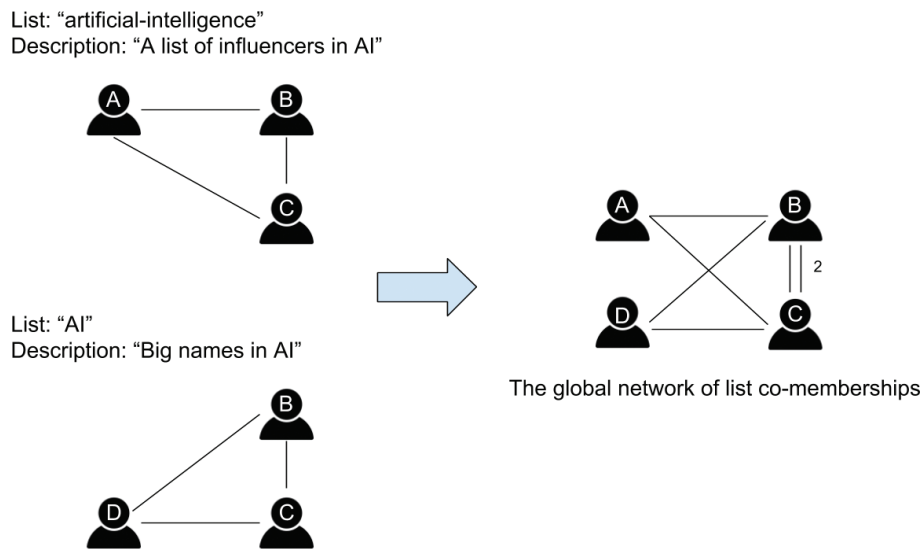 List: “artificial-intelligence”
Description: “A list of influencers in AI”
A
B
C
List: “AI”
Description: “Big names in AI”
B
D
C
A
B
2
D
C
The global network of list co-memberships